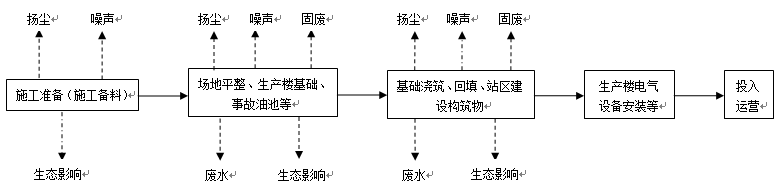 扬尘 噪声 扬尘 噪声 固废 扬尘 噪声 固废
施工准备（施工备料）
场地平整、生产楼基础、
事故油池等
基础浇筑、回填、站区建
设构筑物
生产楼电气
设备安装等
投入
运营
生态影响 废水 生态影响 废水 生态影响